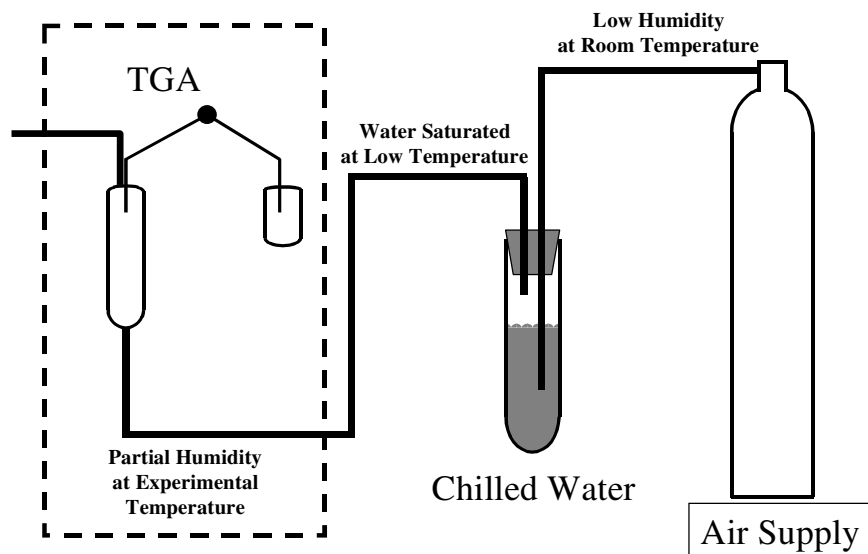 Low Humidity
at Room Temperature
TGA
Water Saturated
at Low Temperature
Partial Humidity
at Experimental
Temperature
Chilled Water
Air Supply